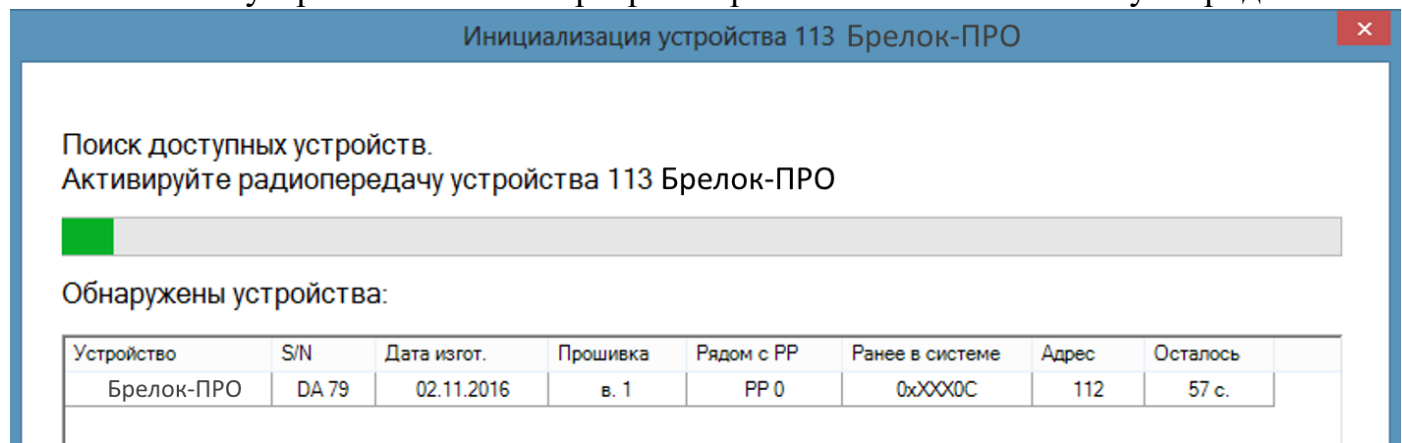 Инициализация устройства 113 Брелок-ПРО
Поиск доступных устройств.
Активируйте радиопередачу устройства 113 Брелок-ПРО
Обнаружены устройства:
Устройство S/N Дата изгот. Прошивка Рядом с РР Ранее в системе Адрес Осталось
Брелок-ПРО DA 79 02.11.2016 в. 1 РР 0 0xXXX0C 112 57 с.